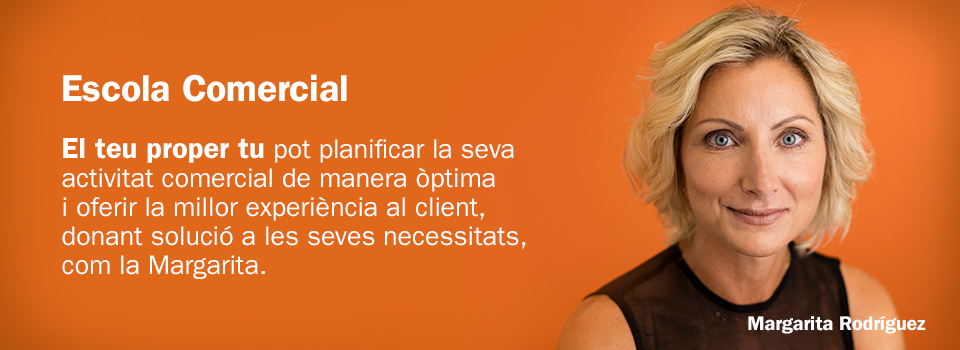 Escola Comercial
El teu proper tu pot planificar la seva
activitat comercial de manera òptima
i oferir la millor experiència al client,
donant solució a les seves necessitats,
com la Margarita.
Margarita Rodríguez